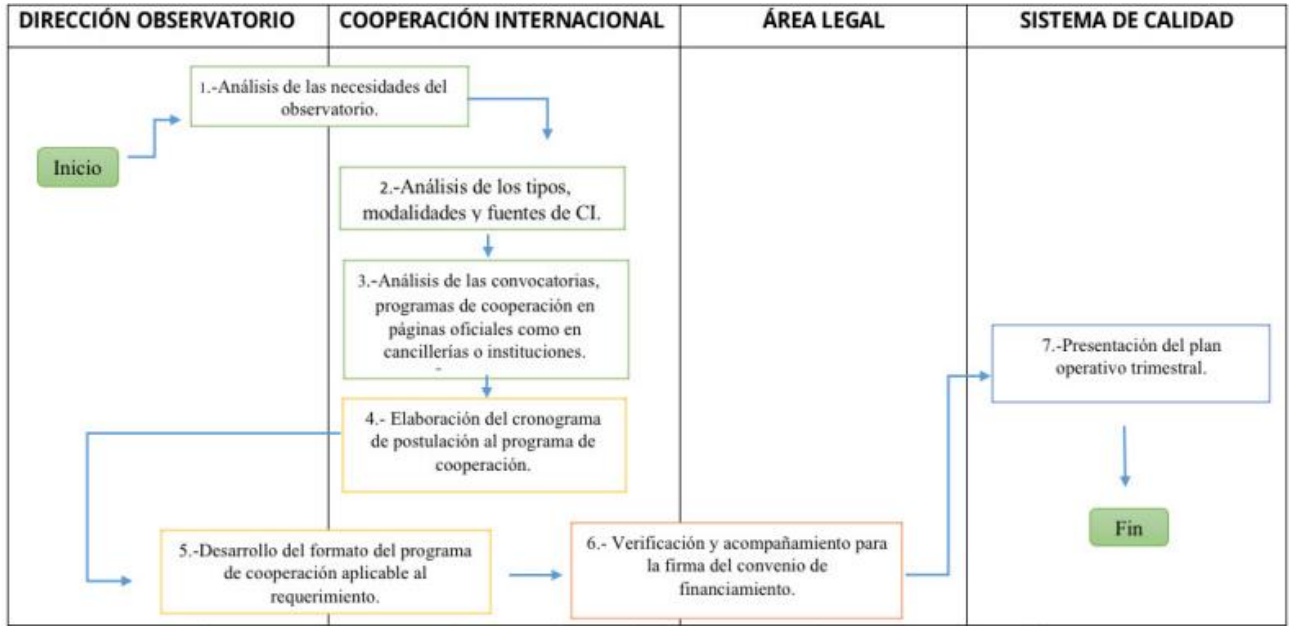 DIRECCIÓN OBSERVATORIO
COOPERACIÓN INTERNACIONAL
ÁREA LEGAL
SISTEMA DE CALIDAD
Inicio
1.-Análisis de las necesidades del
observatorio.
2.-Análisis de los tipos,
modalidades y fuentes de CI.
3.-Análisis de las convocatorias,
programas de cooperación en
páginas oficiales como en
cancillerías o instituciones.
4.- Elaboración del cronograma
de postulación al programa de
cooperación.
5.-Desarrollo del formato del programa
de cooperación aplicable al
requerimiento.
6.- Verificación y acompañamiento para
la firma del convenio de
financiamiento.
7.-Presentación del plan
operativo trimestral.
Fin